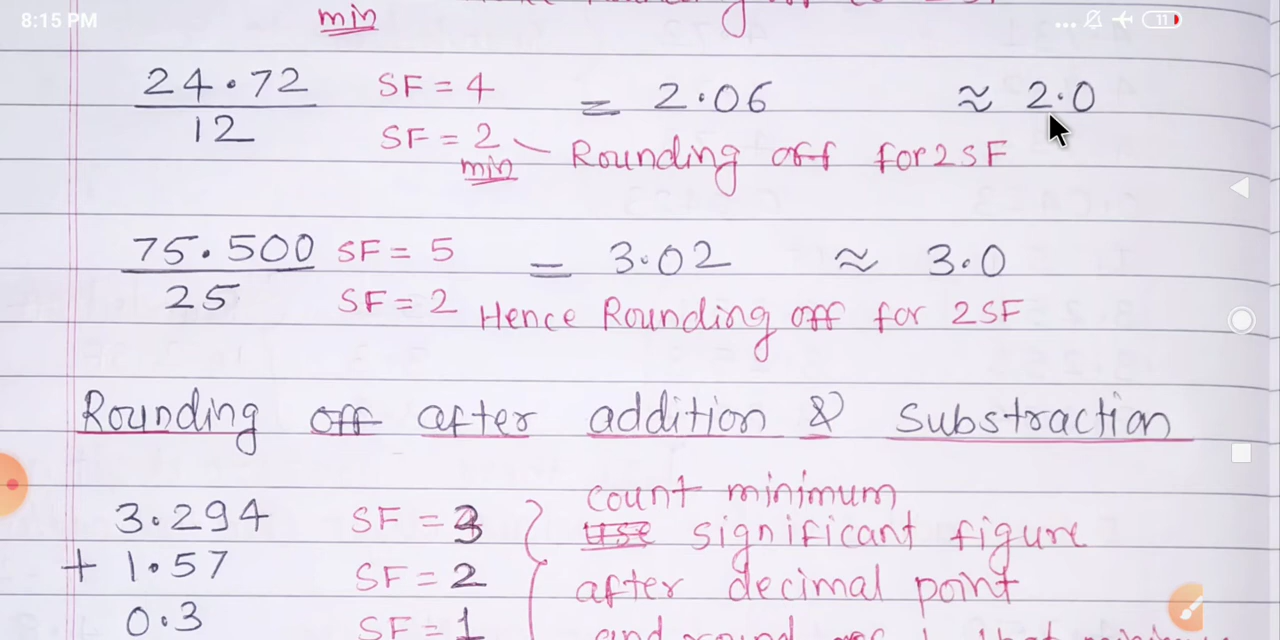 8:15 PM
11
min
24.72 SF = 4 = 2.06 ≈ 2.0
12 SF = 2 Rounding off for 2 SF
min
75.500 SF = 5 = 3.02 ≈ 3.0
25 SF = 2 Hence Rounding off for 2SF
Rounding off after addition & Substraction
3.294 SF = 3 count minimum
significant figure
+ 1.57 SF = 2 after decimal point
0.3 SF = 1